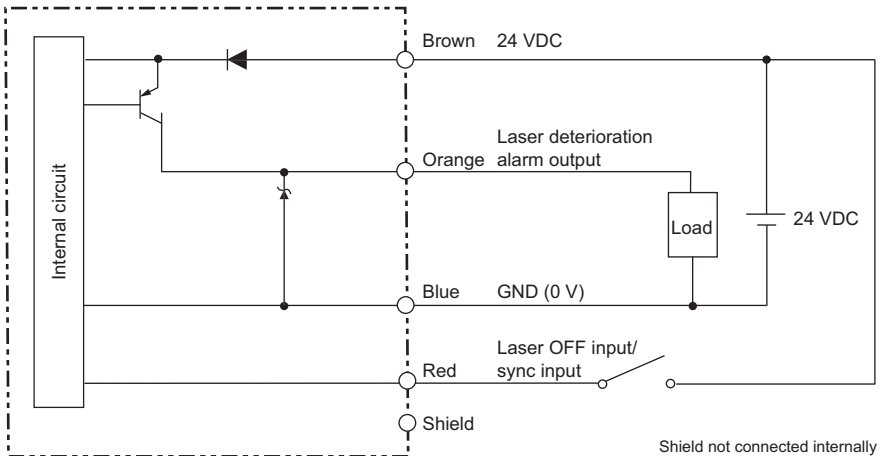 Brown 24 VDC
Laser deterioration
Orange alarm output
Internal circuit
Load
24 VDC
Blue GND (0 V)
Laser OFF input/
Red sync input
Shield
Shield not connected internally